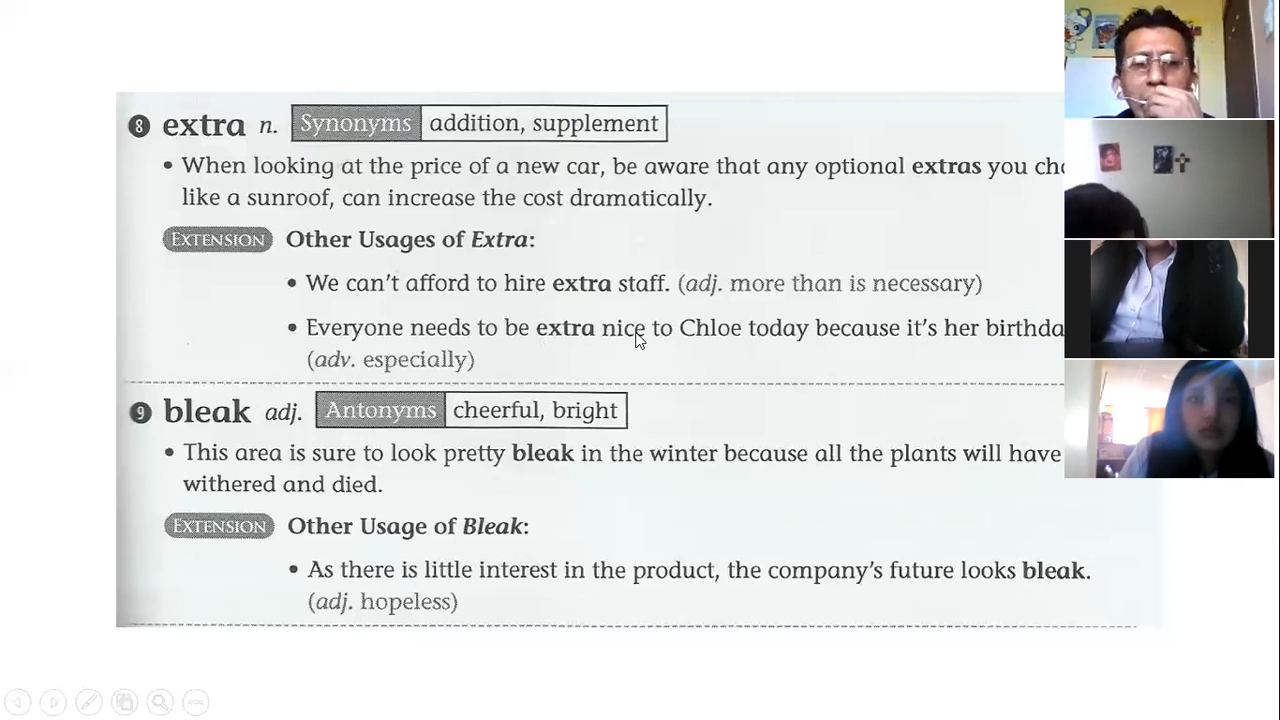 8 extra n. Synonyms addition, supplement
• When looking at the price of a new car, be aware that any optional extras you
like a sunroof, can increase the cost dramatically.
EXTENSION Other Usages of Extra:
• We can't afford to hire extra staff. (adj. more than is necessary)
• Everyone needs to be extra nice to Chloe today because it's her
(adv. especially)
9 bleak adj. Antonyms cheerful, bright
• This area is sure to look pretty bleak in the winter because all the plants will have
withered and died.
EXTENSION Other Usage of Bleak:
• As there is little interest in the product, the company's future looks bleak.
(adj. hopeless)